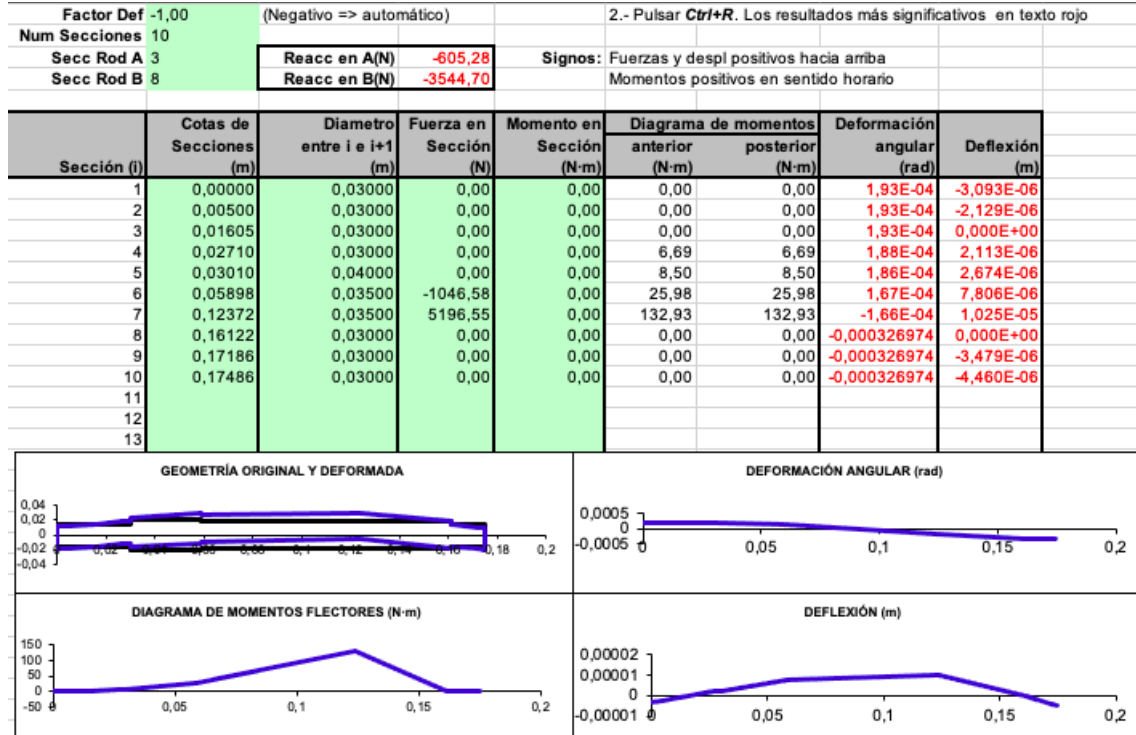 Factor Def -1,00 (Negativo => automático) 2.- Pulsar Ctrl+R. Los resultados más significativos en texto rojo
Num Secciones 10
Secc Rod A 3 Reacc en A(N) -605,28 Signos: Fuerzas y despl positivos hacia arriba
Secc Rod B 8 Reacc en B(N) -3544,70 Momentos positivos en sentido horario
Cotas de Diametro Fuerza en Momento en Diagrama de momentos Deformación
Secciones entre i e i+1 Sección Sección anterior posterior angular Deflexión
Sección (i) (m) (m) (N) (N·m) (N·m) (N·m) (rad) (m)
1 0,00000 0,03000 0,00 0,00 0,00 0,00 1,93E-04 -3,093E-06
2 0,00500 0,03000 0,00 0,00 0,00 0,00 1,93E-04 -2,129E-06
3 0,01605 0,03000 0,00 0,00 0,00 0,00 1,93E-04 0,000E+00
4 0,02710 0,03000 0,00 0,00 6,69 6,69 1,88E-04 2,113E-06
5 0,03010 0,04000 0,00 0,00 8,50 8,50 1,86E-04 2,674E-06
6 0,05898 0,03500 -1046,58 0,00 25,98 25,98 1,67E-04 7,806E-06
7 0,12372 0,03500 5196,55 0,00 132,93 132,93 -1,66E-04 1,025E-05
8 0,16122 0,03000 0,00 0,00 0,00 0,00 -0,000326974 0,000E+00
9 0,17186 0,03000 0,00 0,00 0,00 0,00 -0,000326974 -3,479E-06
10 0,17486 0,03000 0,00 0,00 0,00 0,00 -0,000326974 -4,460E-06
11
12
13
GEOMETRÍA ORIGINAL Y DEFORMADA
0,04
0,02
0
-0,02
-0,04
0,02 0,1 0,12 0,16 0,18 0,2
DEFORMACIÓN ANGULAR (rad)
0,0005
0
-0,0005
0 0,05 0,1 0,15 0,2
DIAGRAMA DE MOMENTOS FLECTORES (N·m)
150
100
50
0
-50
0 0,05 0,1 0,15 0,2
DEFLEXIÓN (m)
0,00002
0,00001
0
-0,00001
0 0,05 0,1 0,15 0,2